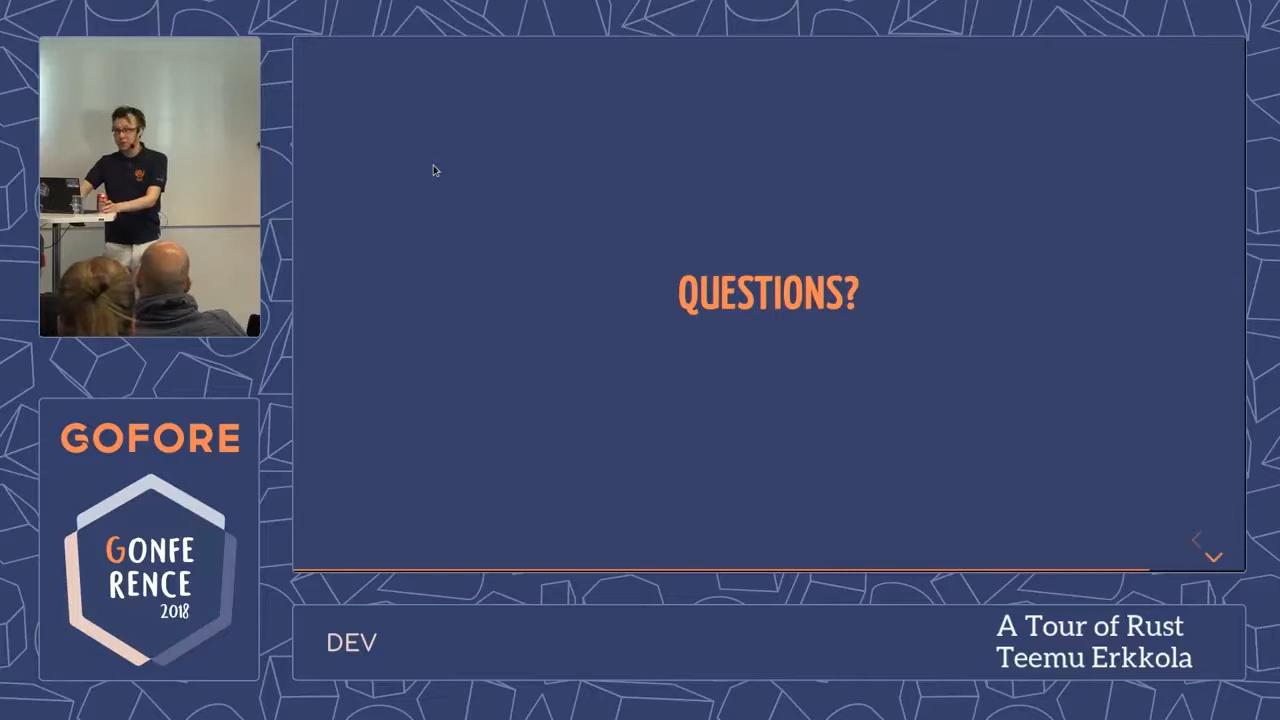 QUESTIONS?
GOFORE
GONFE
RENCE
2018
DEV
A Tour of Rust
Teemu Erkkola